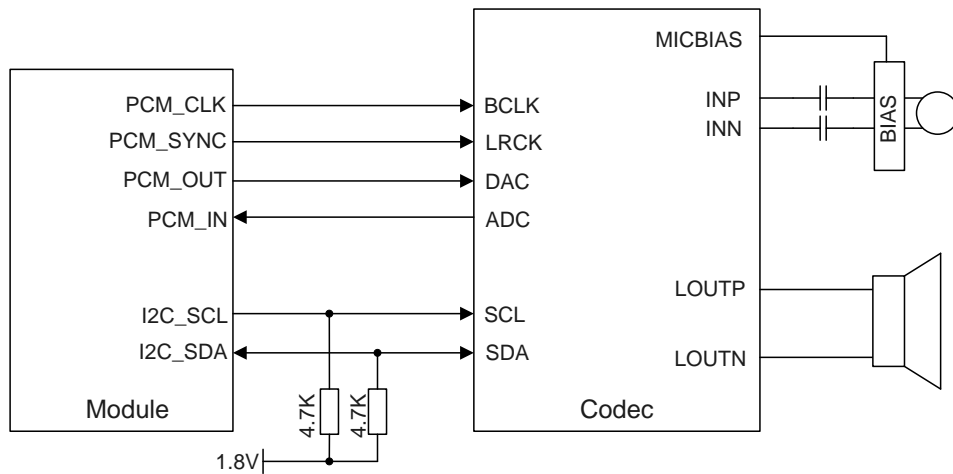 MICBIAS
PCM_CLK
BCLK
INP
PCM_SYNC
LRCK
INN
BIAS
PCM_OUT
DAC
PCM_IN
ADC
LOUTP
I2C_SCL
SCL
I2C_SDA
SDA
LOUTN
4.7K
4.7K
Module
Codec
1.8V